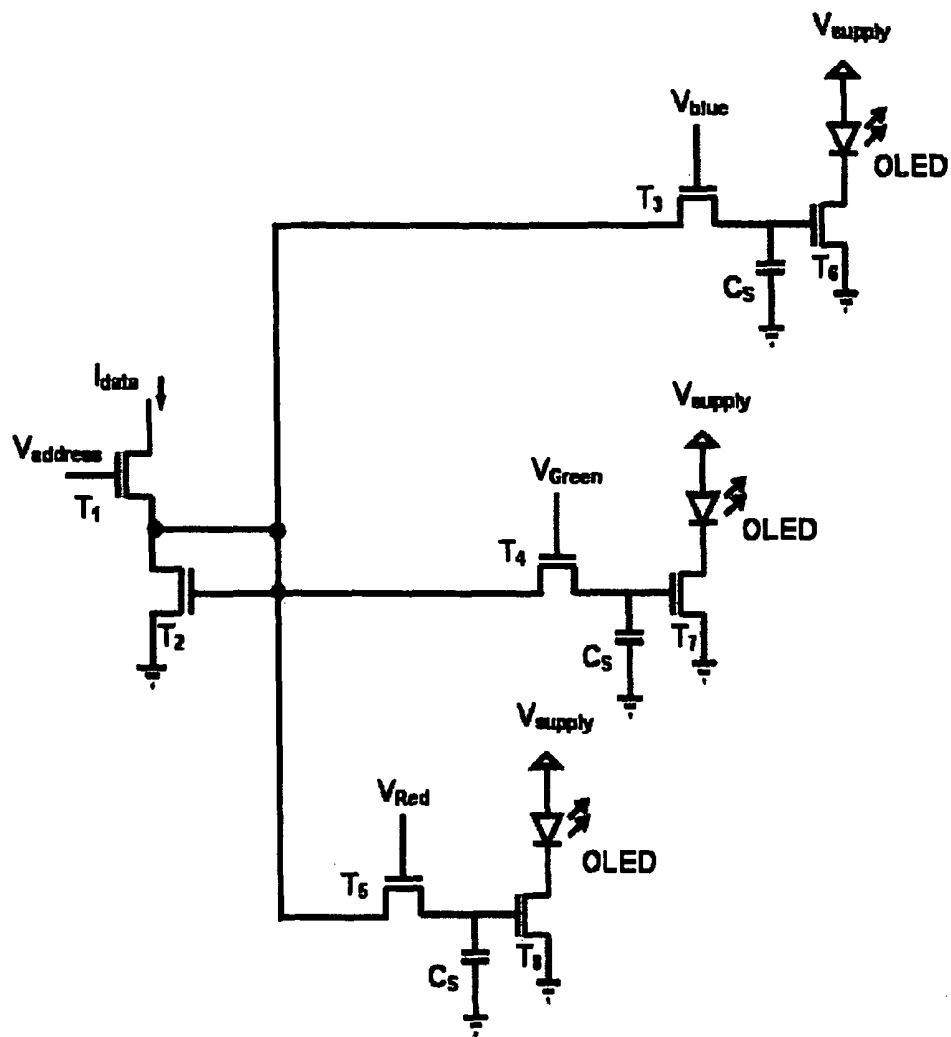 Vsupply
Vblue
OLED
T3
T6
CS
Idata
Vsupply
Vaddress
VGreen
T1
OLED
T4
T2
T7
CS
Vsupply
VRed
OLED
T5
T8
CS